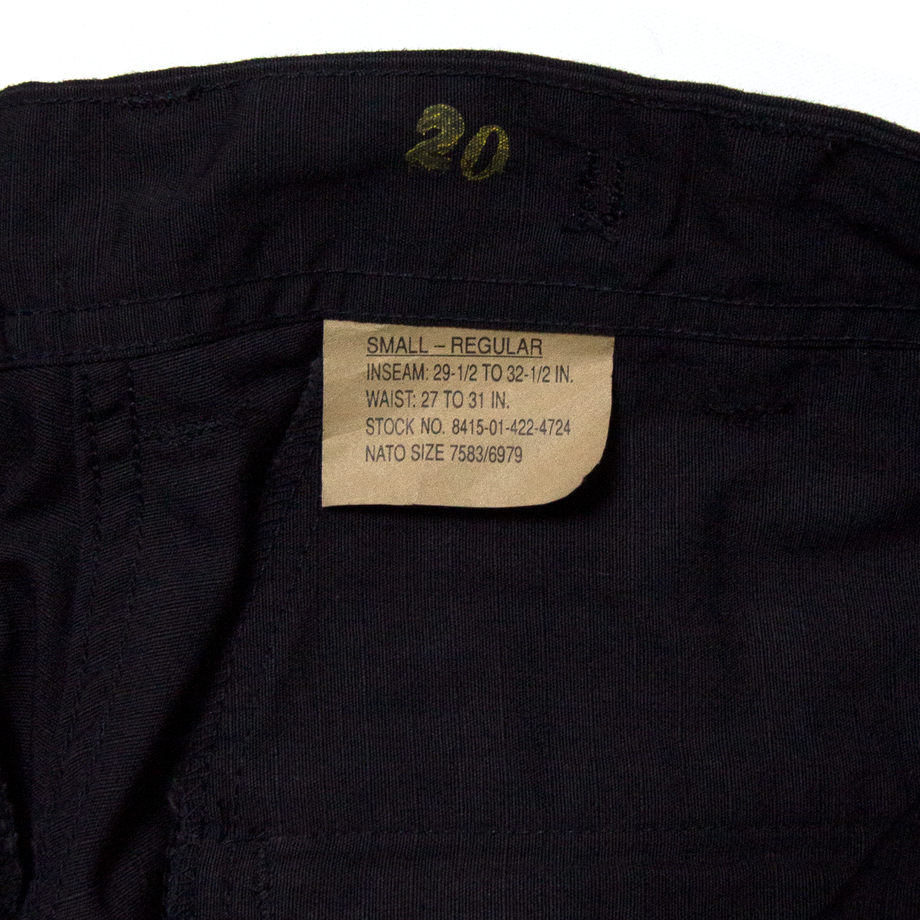 20
SMALL – REGULAR
INSEAM: 29-1/2 TO 32-1/2 IN.
WAIST: 27 TO 31 IN.
STOCK NO. 8415-01-422-4724
NATO SIZE 7583/6979